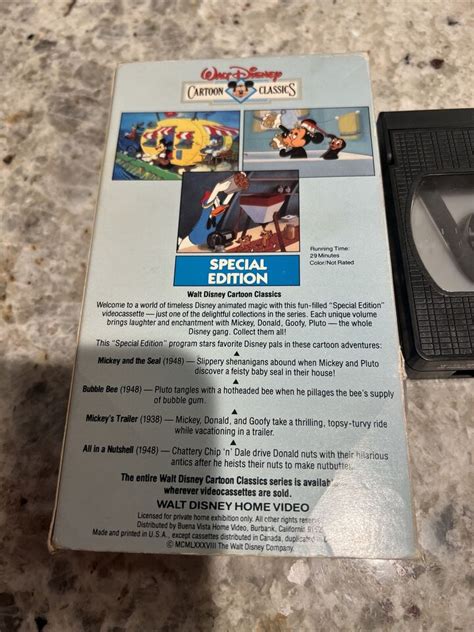 Walt Disney
CARTOON CLASSICS
Running Time:
29 Minutes
Color/Not Rated
SPECIAL
EDITION
Walt Disney Cartoon Classics
Welcome to a world of timeless Disney animated magic with this fun-filled "Special Edition"
videocassette — just one of the delightful collections in the series. Each unique volume
brings laughter and enchantment with Mickey, Donald, Goofy, Pluto — the whole
Disney gang. Collect them all!
This "Special Edition" program stars favorite Disney pals in these cartoon adventures:
Mickey and the Seal (1948) — Slippery shenanigans abound when Mickey and Pluto
discover a feisty baby seal in their house!
Bubble Bee (1948) — Pluto tangles with a hotheaded bee when he pillages the bee's supply
of bubble gum.
Mickey's Trailer (1938) — Mickey, Donald, and Goofy take a thrilling, topsy-turvy ride
while vacationing in a trailer.
All in a Nutshell (1948) — Chattery Chip 'n' Dale drive Donald nuts with their hilarious
antics after he heists their nuts to make nutbutter.
The entire Walt Disney Cartoon Classics series is available
wherever videocassettes are sold.
WALT DISNEY HOME VIDEO
Licensed for private home exhibition only. All other rights reserved.
Distributed by Buena Vista Home Video, Burbank, California
Made and printed in U.S.A., except cassettes distributed in Canada, duplicated in
© MCMLXXXVIII The Walt Disney Company.